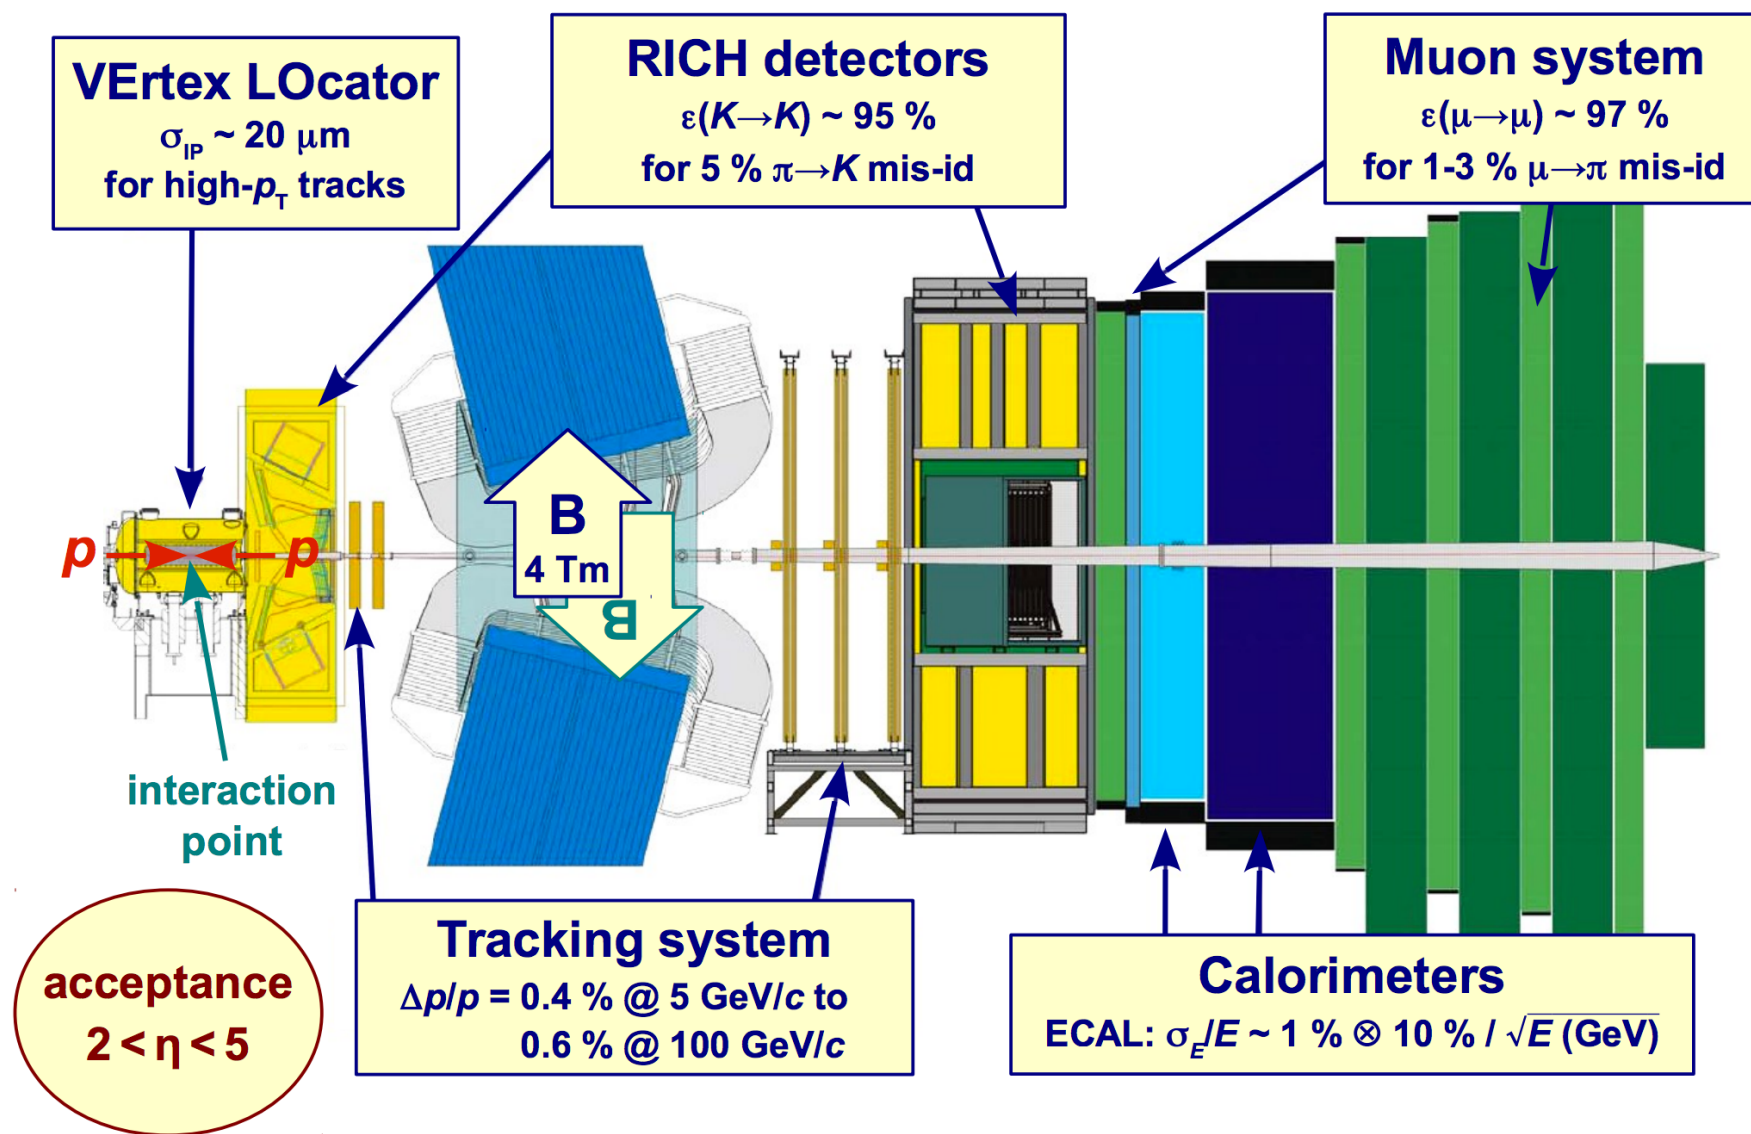 VErtex LOcator
σIP ~ 20 μm
for high-pT tracks
RICH detectors
ε(K→K) ~ 95 %
for 5 % π→K mis-id
Muon system
ε(μ→μ) ~ 97 %
for 1-3 % μ→π mis-id
B
4 Tm
B
p
p
interaction
point
acceptance
2 < η < 5
Tracking system
Δp/p = 0.4 % @ 5 GeV/c to
0.6 % @ 100 GeV/c
Calorimeters
ECAL: σE/E ~ 1 % ⊗ 10 % / √E (GeV)